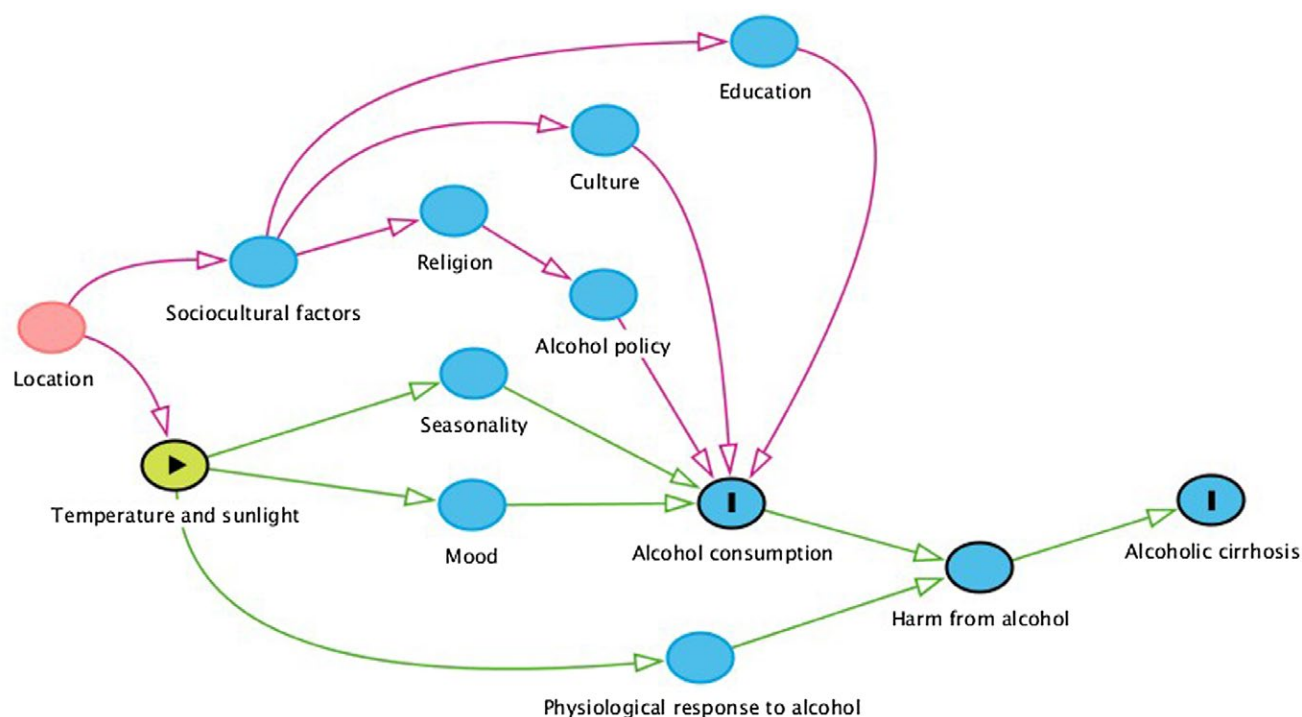 Education
Culture
Religion
Sociocultural factors
Alcohol policy
Location
Seasonality
Temperature and sunlight
Mood
Alcohol consumption
Alcoholic cirrhosis
Harm from alcohol
Physiological response to alcohol